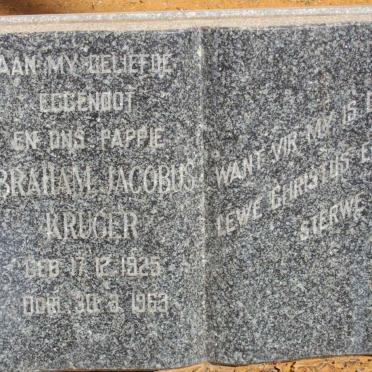 AAN MY GELIEFDE
EGGENOOT
EN ONS PAPPIE
BRAHAM JACOBUS
KRUGER
GEB 17.12.1925
OORL 30.3.1963
WANT VIR MY IS D
LEWE CHRISTUS E
STERWE